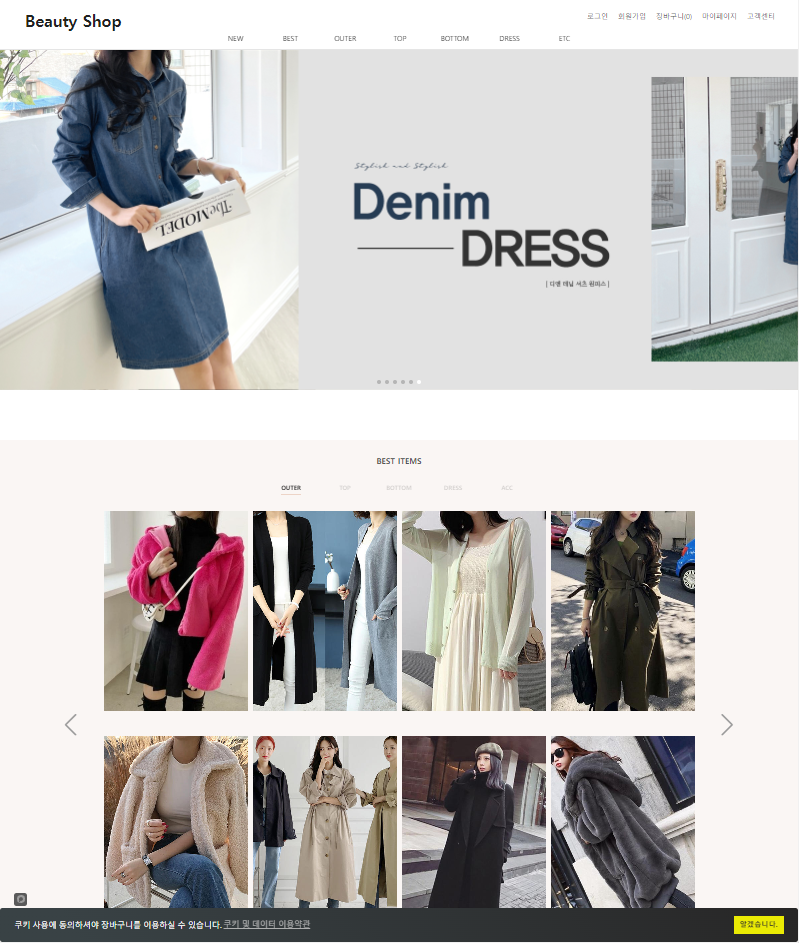 Beauty Shop
로그인 회원가입 장바구니(0) 마이페이지 고객센터
NEW BEST OUTER TOP BOTTOM DRESS ETC
The MODEL
Stylish and Stylish
Denim
DRESS
[ 디엔 데님 셔츠 원피스 ]
BEST ITEMS
OUTER TOP BOTTOM DRESS ACC
쿠키 사용에 동의하셔야 장바구니를 이용하실 수 있습니다. 쿠키 및 데이터 이용약관
알겠습니다.